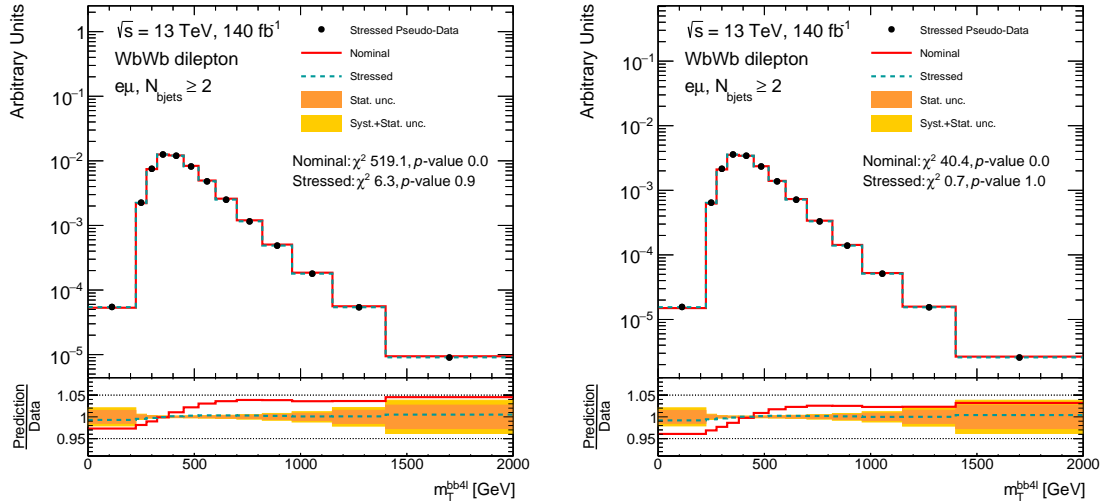 √s = 13 TeV, 140 fb⁻¹
WbWb dilepton
eμ, N_bjets ≥ 2
Stressed Pseudo-Data
Nominal
Stressed
Stat. unc.
Syst.+Stat. unc.
Nominal: χ² 519.1, p-value 0.0
Stressed: χ² 6.3, p-value 0.9
Arbitrary Units
1
10⁻¹
10⁻²
10⁻³
10⁻⁴
10⁻⁵
Prediction
Data
1.05
1
0.95
0 500 1000 1500 2000
m_T^bb4l [GeV]
√s = 13 TeV, 140 fb⁻¹
WbWb dilepton
eμ, N_bjets ≥ 2
Stressed Pseudo-Data
Nominal
Stressed
Stat. unc.
Syst.+Stat. unc.
Nominal: χ² 40.4, p-value 0.0
Stressed: χ² 0.7, p-value 1.0
Arbitrary Units
1
10⁻¹
10⁻²
10⁻³
10⁻⁴
10⁻⁵
Prediction
Data
1.05
1
0.95
0 500 1000 1500 2000
m_T^bb4l [GeV]